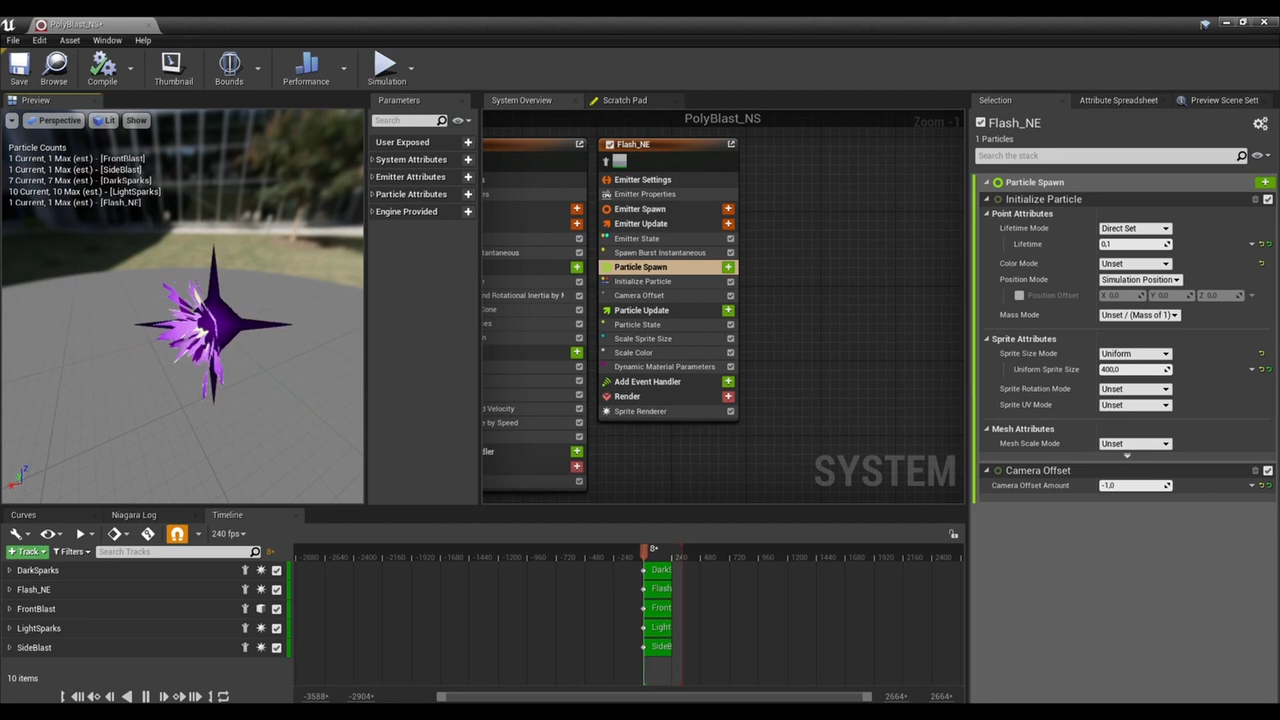 PolyBlast_NS*
File Edit Asset Window Help
Save Browse Compile Thumbnail Bounds Performance Simulation
Preview
Perspective Lit Show
Particle Counts
1 Current, 1 Max (est.) - [FrontBlast]
1 Current, 1 Max (est.) - [SideBlast]
7 Current, 7 Max (est.) - [DarkSparks]
10 Current, 10 Max (est.) - [LightSparks]
1 Current, 1 Max (est.) - [Flash_NE]
Z
Parameters
Search
User Exposed
System Attributes
Emitter Attributes
Particle Attributes
Engine Provided
System Overview Scratch Pad
PolyBlast_NS
Zoom -1
stantaneous
nd Rotational Inertia by M
Cone
d Velocity
e by Speed
dler
Flash_NE
Emitter Settings
Emitter Properties
Emitter Spawn
Emitter Update
Emitter State
Spawn Burst Instantaneous
Particle Spawn
Initialize Particle
Camera Offset
Particle Update
Particle State
Scale Sprite Size
Scale Color
Dynamic Material Parameters
Add Event Handler
Render
Sprite Renderer
SYSTEM
Selection Attribute Spreadsheet Preview Scene Sett
Flash_NE
1 Particles
Search the stack
Particle Spawn
Initialize Particle
Point Attributes
Lifetime Mode Direct Set
Lifetime 0,1
Color Mode Unset
Position Mode Simulation Position
Position Offset X 0,0 Y 0,0 Z 0,0
Mass Mode Unset / (Mass of 1)
Sprite Attributes
Sprite Size Mode Uniform
Uniform Sprite Size 400,0
Sprite Rotation Mode Unset
Sprite UV Mode Unset
Mesh Attributes
Mesh Scale Mode Unset
Camera Offset
Camera Offset Amount -1,0
Curves Niagara Log Timeline
240 fps
Track Filters Search Tracks 8+
DarkSparks
Flash_NE
FrontBlast
LightSparks
SideBlast
10 items
8+
-2880 -2640 -2400 -2160 -1920 -1680 -1440 -1200 -960 -720 -480 -240 240 480 720 960 1200 1440 1680 1920 2160 2400
DarkS
Flash
Front
Light
SideB
-3588+ -2904+ 2664+ 2664+